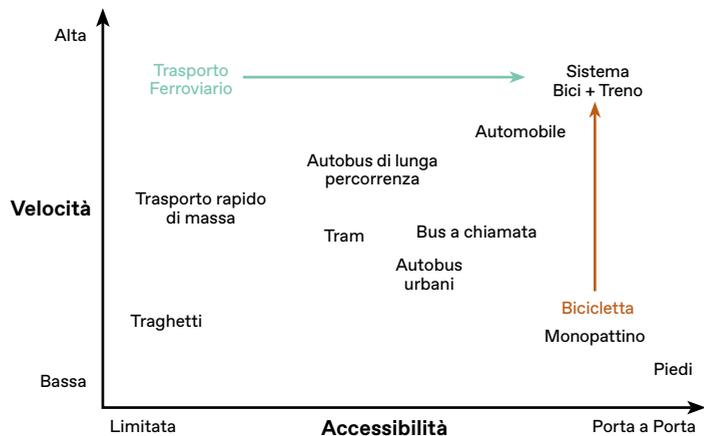 Alta
Trasporto
Ferroviario
Sistema
Bici + Treno
Automobile
Autobus di lunga
percorrenza
Trasporto rapido
di massa
Velocità
Tram
Bus a chiamata
Autobus
urbani
Traghetti
Bicicletta
Monopattino
Piedi
Bassa
Limitata
Accessibilità
Porta a Porta